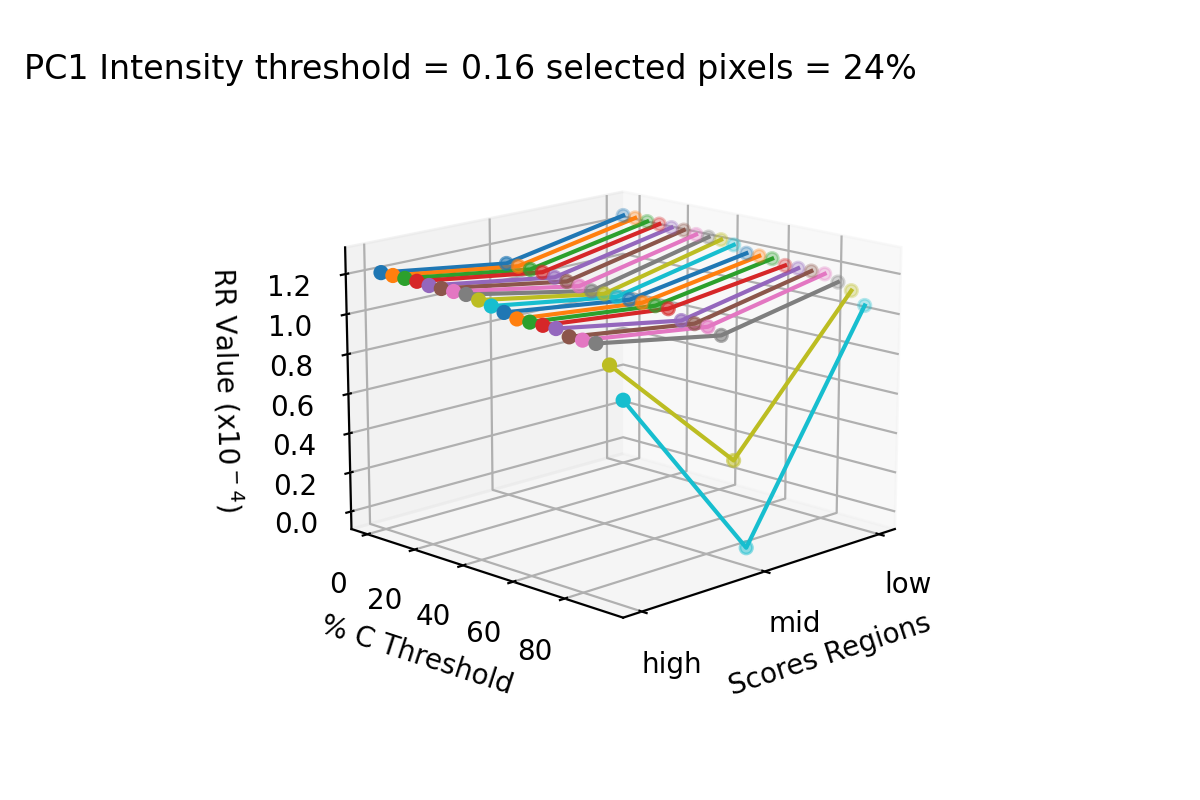 PC1 Intensity threshold = 0.16 selected pixels = 24%
RR Value (x10⁻⁴)
1.2
1.0
0.8
0.6
0.4
0.2
0.0
0
20
40
60
80
% C Threshold
high
mid
low
Scores Regions